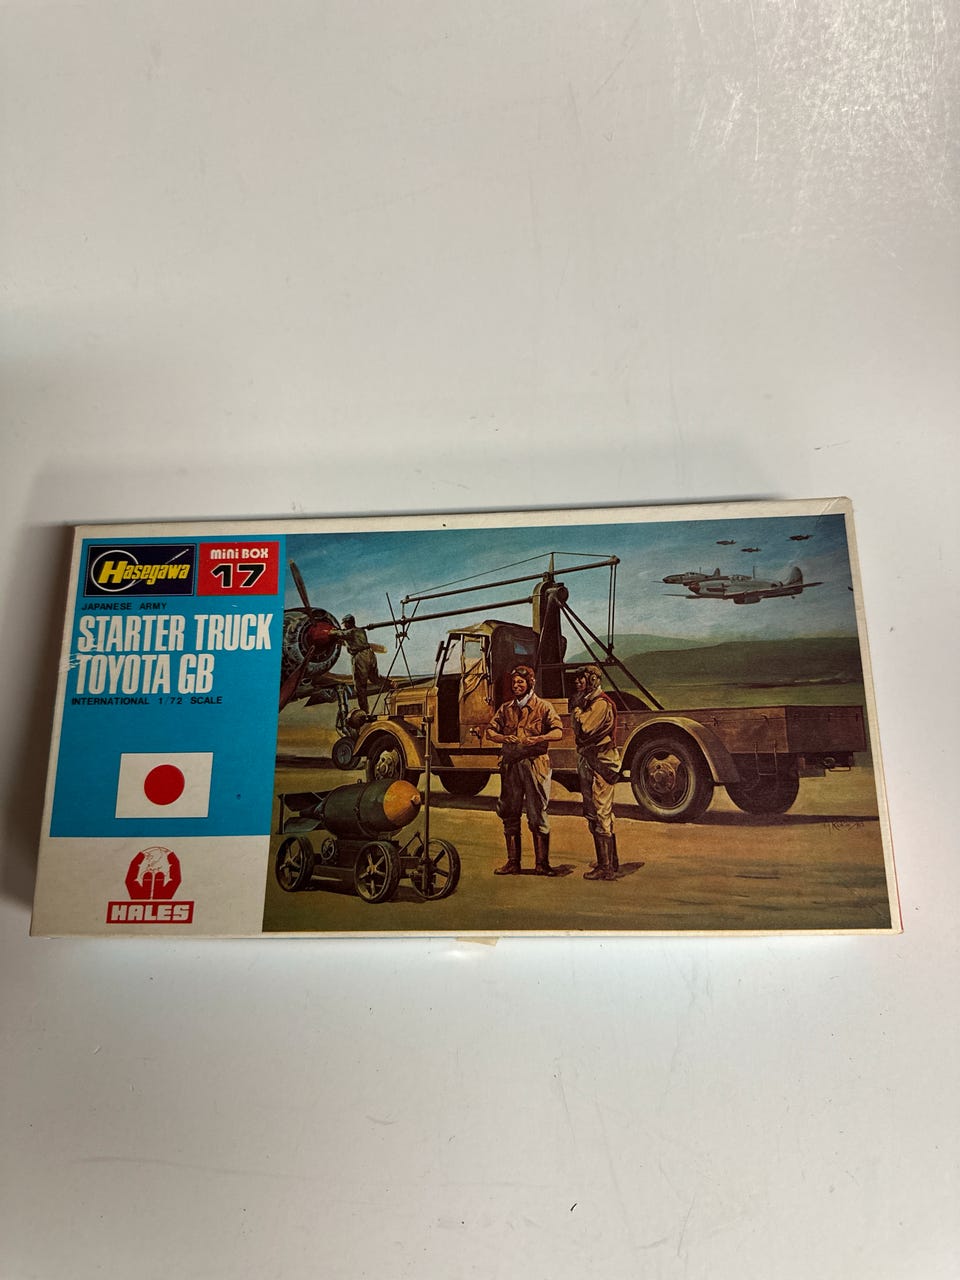 Hasegawa
MiNi BOX
17
JAPANESE ARMY
STARTER TRUCK
TOYOTA GB
INTERNATIONAL 1/72 SCALE
HALES